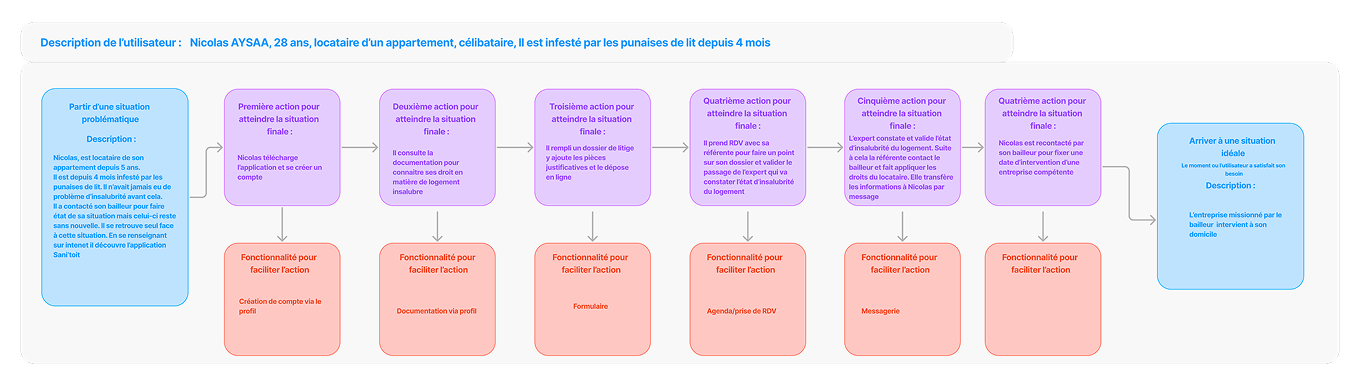 Description de l'utilisateur : Nicolas AYSAA, 28 ans, locataire d'un appartement, célibataire, Il est infesté par les punaises de lit depuis 4 mois
Partir d'une situation
problématique
Description :
Nicolas, est locataire de son
appartement depuis 5 ans.
Il est depuis 4 mois infesté par les
punaises de lit. Il n'avait jamais eu de
problème d'insalubrité avant cela.
Il a contacté son bailleur pour faire
état de sa situation mais celui-ci reste
sans nouvelle. Il se retrouve seul face
à cette situation. En se renseignant
sur intenet il découvre l'application
Sani'toit
Première action pour
atteindre la situation
finale :
Nicolas télécharge
l'application et se créer un
compte
Deuxième action pour
atteindre la situation
finale :
Il consulte la
documentation pour
connaitre ses droit en
matière de logement
insalubre
Troisième action pour
atteindre la situation
finale :
Il rempli un dossier de litige
y ajoute les pièces
justificatives et le dépose
en ligne
Quatrième action pour
atteindre la situation
finale :
Il prend RDV avec sa
référente pour faire un point
sur son dossier et valider le
passage de l'expert qui va
constater l'état d'insalubrité
du logement
Cinquième action pour
atteindre la situation
finale :
L'expert constate et valide l'état
d'insalubrité du logement. Suite
à cela la référente contact le
bailleur et fait appliquer les
droits du locataire. Elle transfère
les informations à Nicolas par
message
Quatrième action pour
atteindre la situation
finale :
Nicolas est recontacté par
son bailleur pour fixer une
date d'intervention d'une
entreprise compétente
Arriver à une situation
idéale
Le moment ou l'utilisateur a satisfait son
besoin
Description :
L'entreprise missionné par le
bailleur intervient à son
domicile
Fonctionnalité pour
faciliter l'action
Création de compte via le
profil
Fonctionnalité pour
faciliter l'action
Documentation via profil
Fonctionnalité pour
faciliter l'action
Formulaire
Fonctionnalité pour
faciliter l'action
Agenda/prise de RDV
Fonctionnalité pour
faciliter l'action
Messagerie
Fonctionnalité pour
faciliter l'action